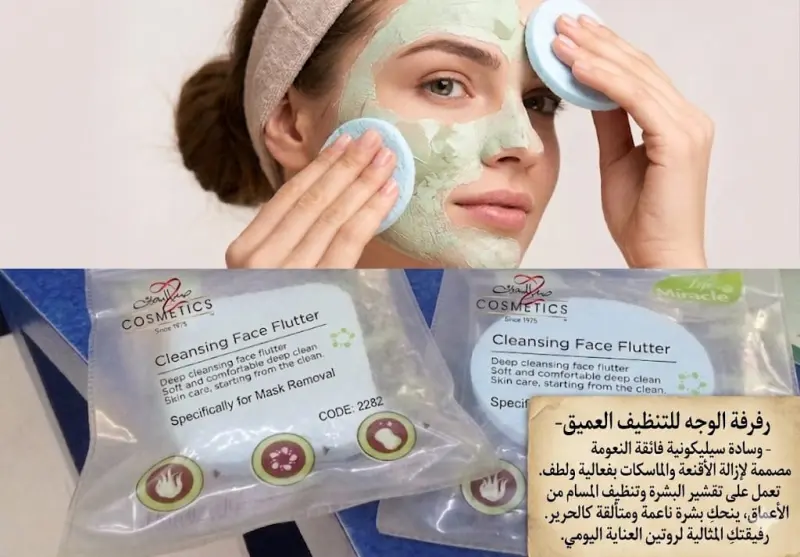 COSMETICS
Since 1975
Cleansing Face Flutter
Deep cleansing face flutter
Soft and comfortable deep clean
Skin care, starting from the clean.
Specifically for Mask Removal
CODE: 2282
COSMETICS
Since 1975
Miracle
Cleansing Face Flutter
Deep cleansing face flutter
Soft and comfortable deep clean
Skin care, starting from the clean.
Specif
رفرفة الوجه للتنظيف العميق-
- وسادة سيليكونية فائقة النعومة
مصممة لإزالة الأقنعة والماسكات بفعالية ولطف.
تعمل على تقشير البشرة وتنظيف المسام من
الأعماق، ينحكِ بشرة ناعمة ومتألقة كالحرير.
رفيقتكِ المثالية لروتين العناية اليومي.